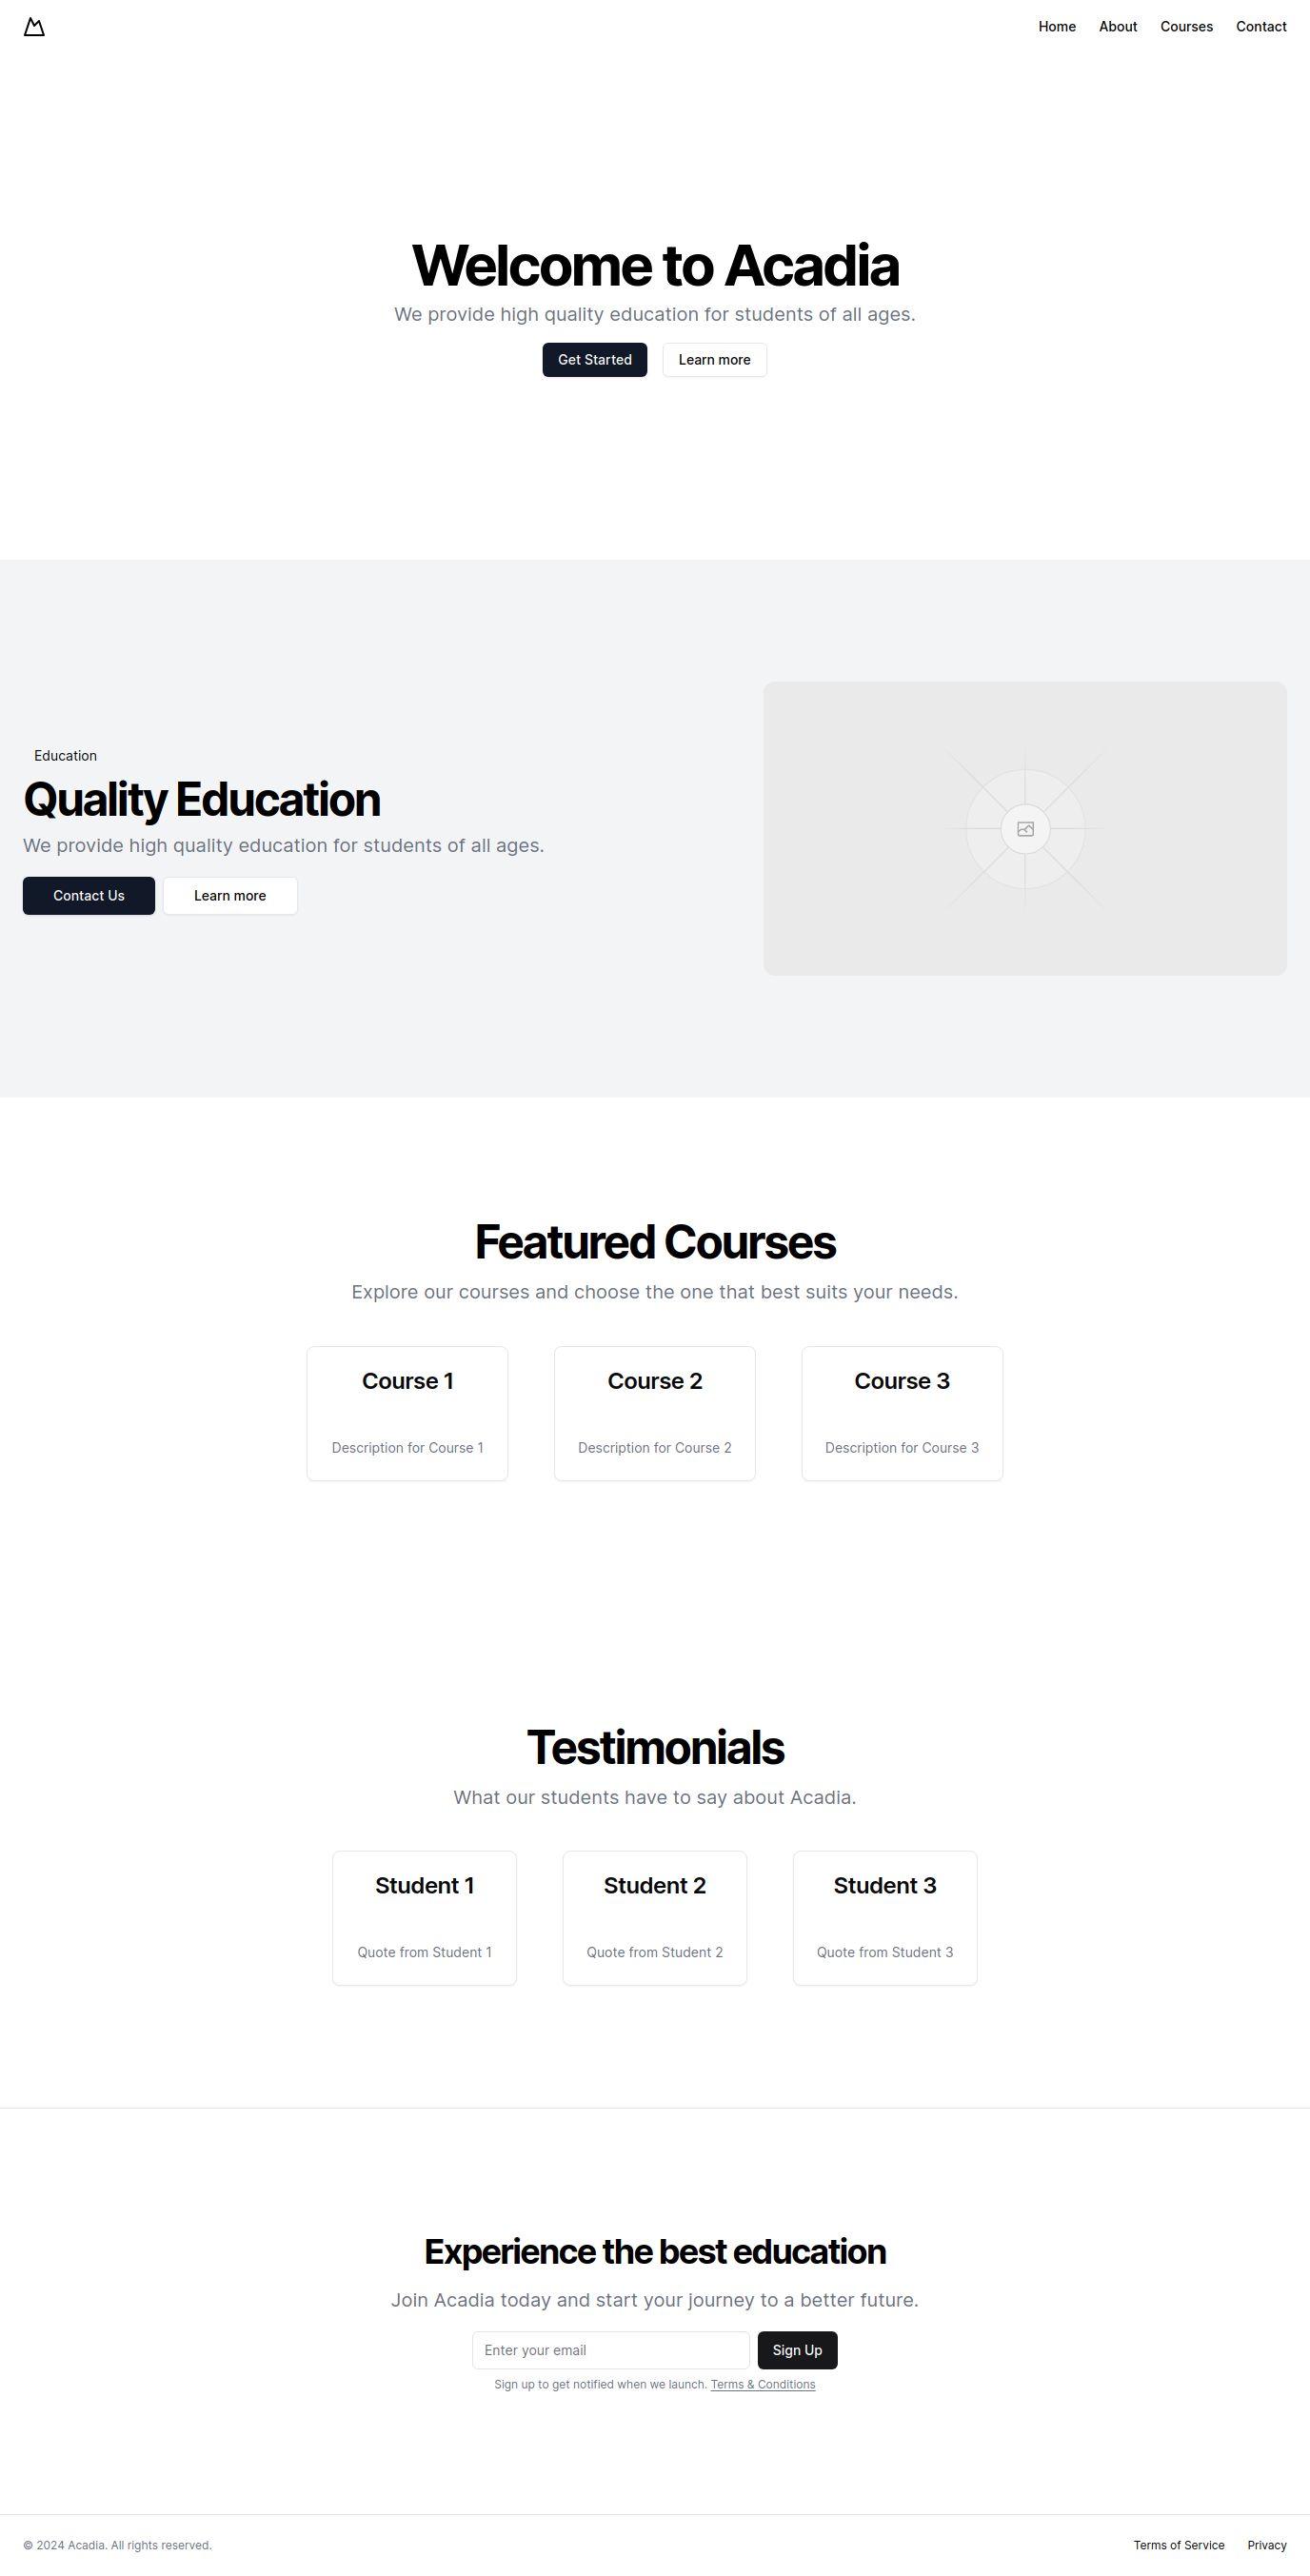 Home About Courses Contact
Welcome to Acadia
We provide high quality education for students of all ages.
Get Started Learn more
Education
Quality Education
We provide high quality education for students of all ages.
Contact Us Learn more
Featured Courses
Explore our courses and choose the one that best suits your needs.
Course 1 Course 2 Course 3
Description for Course 1 Description for Course 2 Description for Course 3
Testimonials
What our students have to say about Acadia.
Student 1 Student 2 Student 3
Quote from Student 1 Quote from Student 2 Quote from Student 3
Experience the best education
Join Acadia today and start your journey to a better future.
Enter your email Sign Up
Sign up to get notified when we launch. Terms & Conditions
© 2024 Acadia. All rights reserved. Terms of Service Privacy